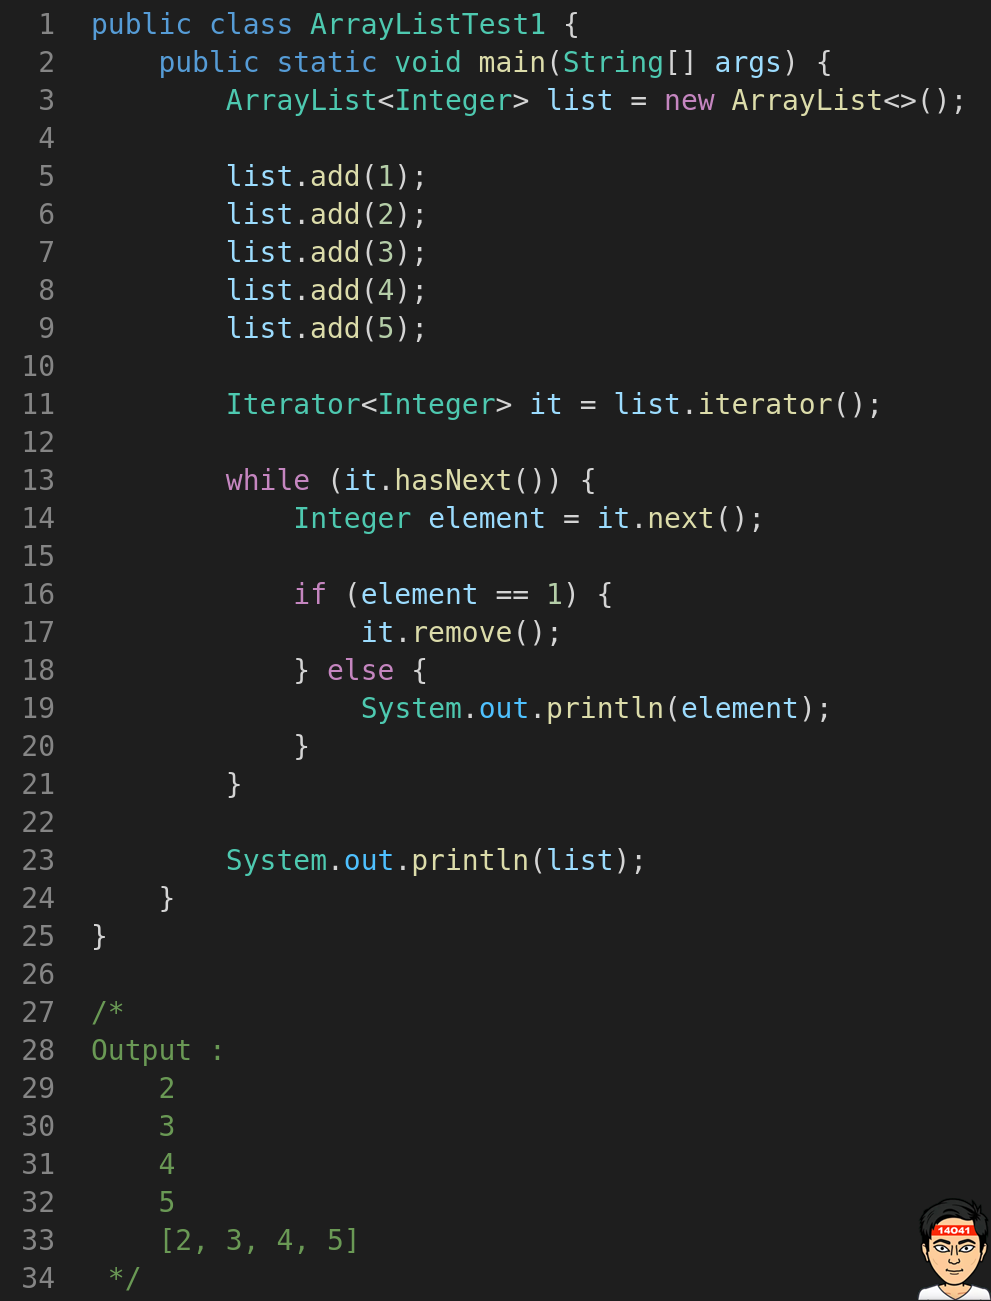 1 public class ArrayListTest1 {
2     public static void main(String[] args) {
3         ArrayList<Integer> list = new ArrayList<>();
4
5         list.add(1);
6         list.add(2);
7         list.add(3);
8         list.add(4);
9         list.add(5);
10
11         Iterator<Integer> it = list.iterator();
12
13         while (it.hasNext()) {
14             Integer element = it.next();
15
16             if (element == 1) {
17                 it.remove();
18             } else {
19                 System.out.println(element);
20             }
21         }
22
23         System.out.println(list);
24     }
25 }
26
27 /*
28 Output :
29     2
30     3
31     4
32     5
33     [2, 3, 4, 5]
34  */
14041